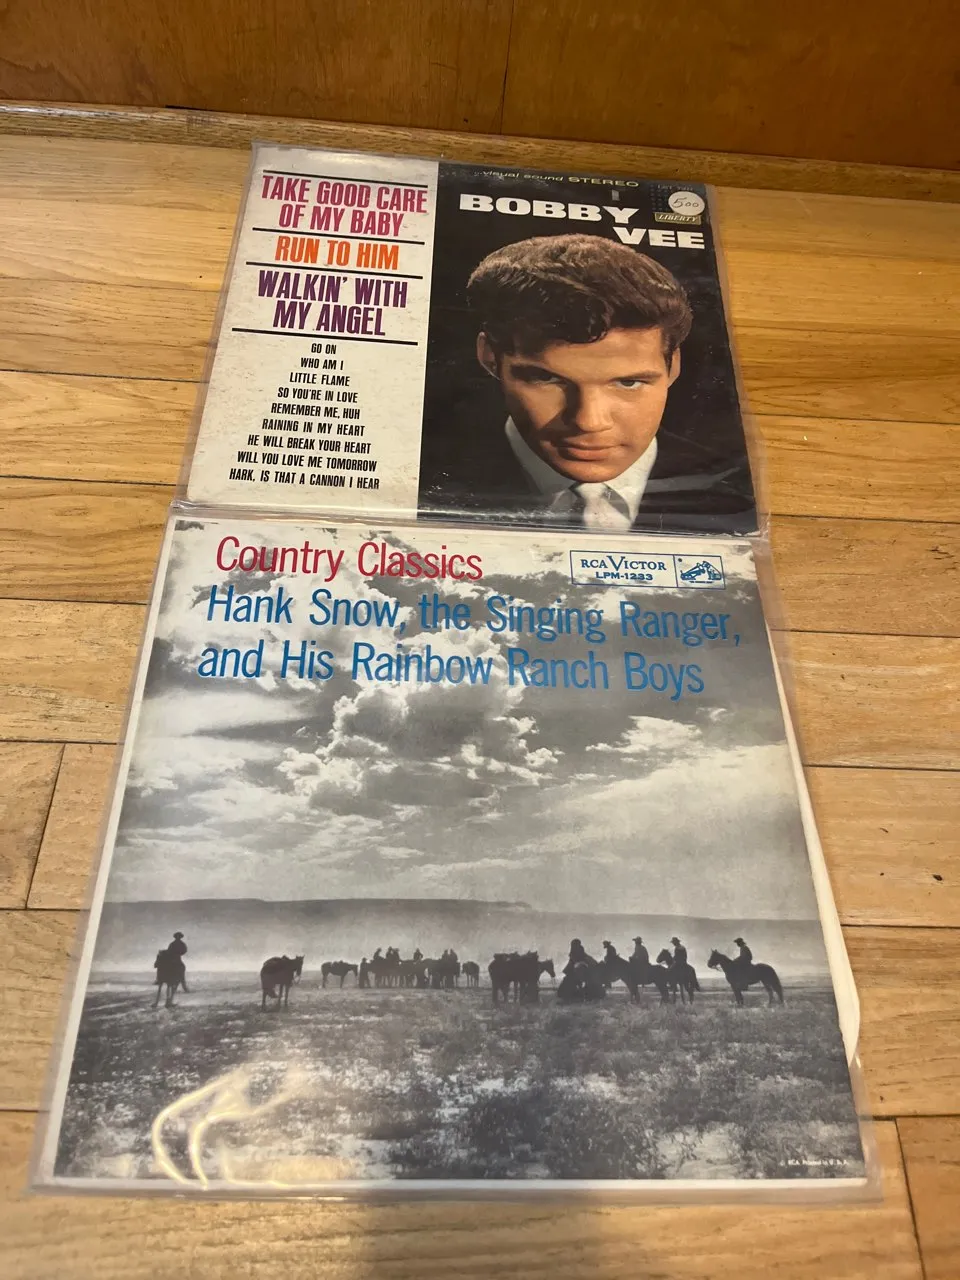 visual sound STEREO
BOBBY
VEE
5.00
LIBERTY
TAKE GOOD CARE
OF MY BABY
RUN TO HIM
WALKIN' WITH
MY ANGEL
GO ON
WHO AM I
LITTLE FLAME
SO YOU'RE IN LOVE
REMEMBER ME, HUH
RAINING IN MY HEART
HE WILL BREAK YOUR HEART
WILL YOU LOVE ME TOMORROW
HARK, IS THAT A CANNON I HEAR
Country Classics
RCA VICTOR
LPM-1233
Hank Snow, the Singing Ranger,
and His Rainbow Ranch Boys
RCA Printed in U. S. A.